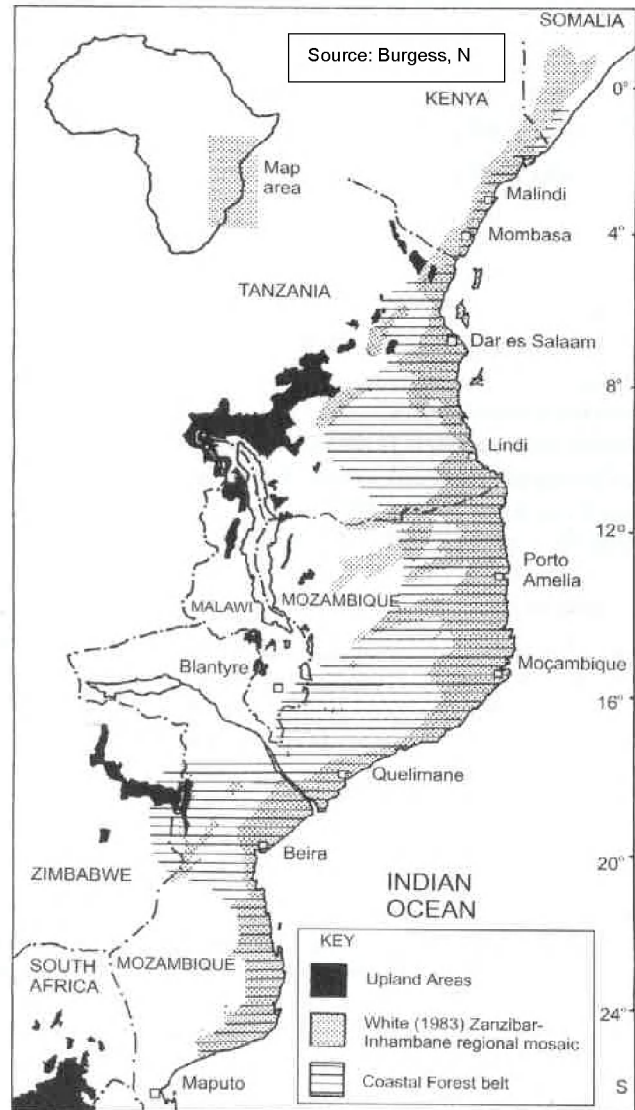 SOMALIA
Source: Burgess, N
KENYA
0°
Map
area
Malindi
Mombasa
4°
TANZANIA
Dar es Salaam
8°
Lindi
12°
Porto
Amelia
MALAWI
MOZAMBIQUE
Blantyre
Moçambique
16°
Quelimane
Beira
ZIMBABWE
20°
INDIAN
OCEAN
KEY
SOUTH
AFRICA
MOZAMBIQUE
Upland Areas
White (1983) Zanzibar-
Inhambane regional mosaic
24°
Coastal Forest belt
Maputo
S